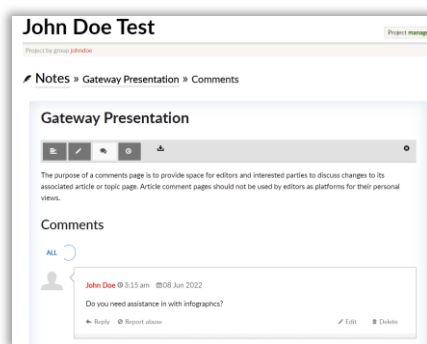 John Doe Test
Project manage
Project by group johndoe
Notes » Gateway Presentation » Comments
Gateway Presentation
The purpose of a comments page is to provide space for editors and interested parties to discuss changes to its
associated article or topic page. Article comment pages should not be used by editors as platforms for their personal
views.
Comments
ALL
John Doe 3:15 am 08 Jun 2022
Do you need assistance in with infographcs?
Reply Report abuse Edit Delete